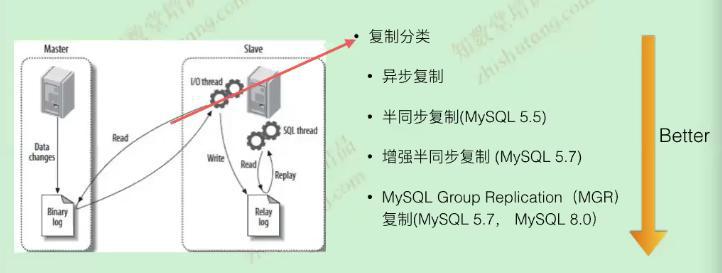 Master
Slave
I/O thread
SQL thread
Data
changes
Read
Write
Read
Replay
Binary
log
Relay
log
• 复制分类
• 异步复制
• 半同步复制(MySQL 5.5)
• 增强半同步复制 (MySQL 5.7)
• MySQL Group Replication（MGR）
复制(MySQL 5.7， MySQL 8.0）
Better
知数堂培训
zhishutang.com